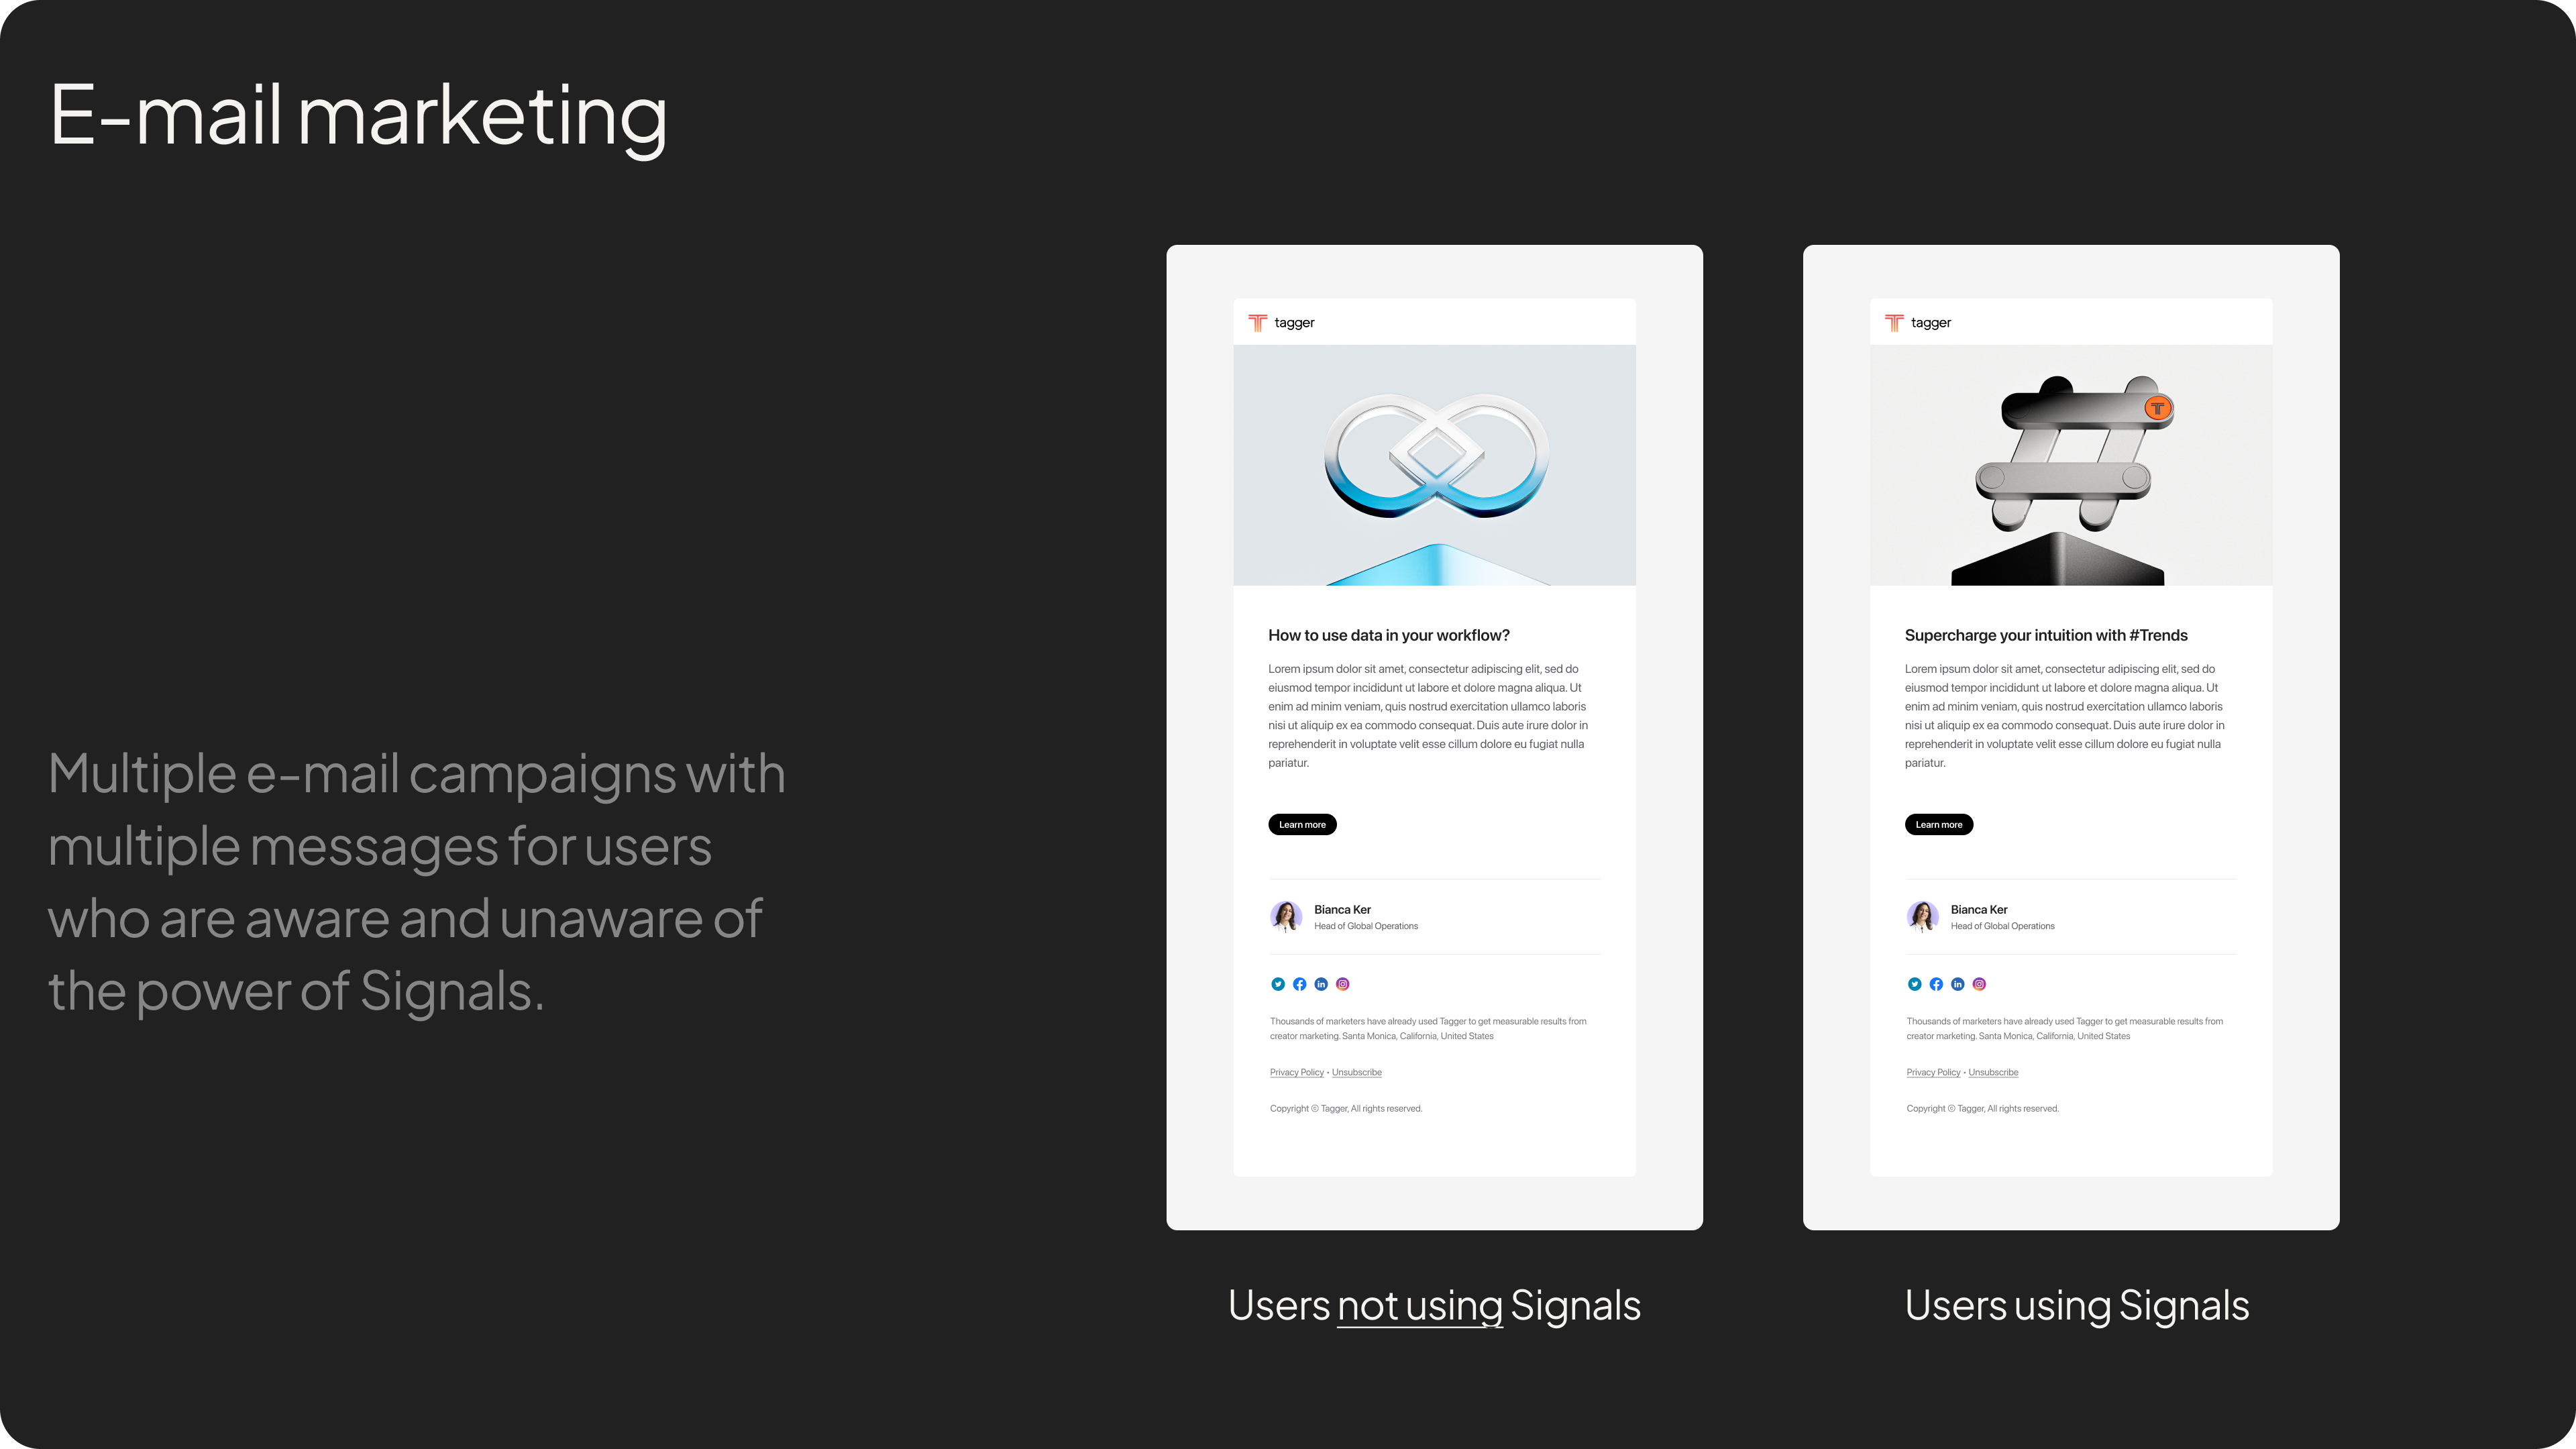 E-mail marketing
Multiple e-mail campaigns with
multiple messages for users
who are aware and unaware of
the power of Signals.
tagger
How to use data in your workflow?
Lorem ipsum dolor sit amet, consectetur adipiscing elit, sed do
eiusmod tempor incididunt ut labore et dolore magna aliqua. Ut
enim ad minim veniam, quis nostrud exercitation ullamco laboris
nisi ut aliquip ex ea commodo consequat. Duis aute irure dolor in
reprehenderit in voluptate velit esse cillum dolore eu fugiat nulla
pariatur.
Learn more
Bianca Ker
Head of Global Operations
Thousands of marketers have already used Tagger to get measurable results from
creator marketing. Santa Monica, California, United States
Privacy Policy • Unsubscribe
Copyright © Tagger, All rights reserved.
Users not using Signals
tagger
Supercharge your intuition with #Trends
Lorem ipsum dolor sit amet, consectetur adipiscing elit, sed do
eiusmod tempor incididunt ut labore et dolore magna aliqua. Ut
enim ad minim veniam, quis nostrud exercitation ullamco laboris
nisi ut aliquip ex ea commodo consequat. Duis aute irure dolor in
reprehenderit in voluptate velit esse cillum dolore eu fugiat nulla
pariatur.
Learn more
Bianca Ker
Head of Global Operations
Thousands of marketers have already used Tagger to get measurable results from
creator marketing. Santa Monica, California, United States
Privacy Policy • Unsubscribe
Copyright © Tagger, All rights reserved.
Users using Signals